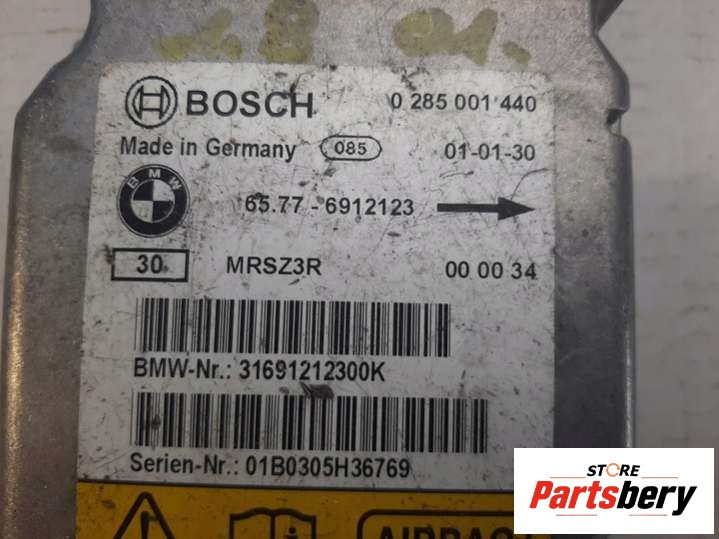 BOSCH 0 285 001 440
Made in Germany 085 01-01-30
BMW 65.77 - 6912123
30 MRSZ3R 00 00 34
BMW-Nr.: 31691212300K
Serien-Nr.: 01B0305H36769
STORE
Partsbery